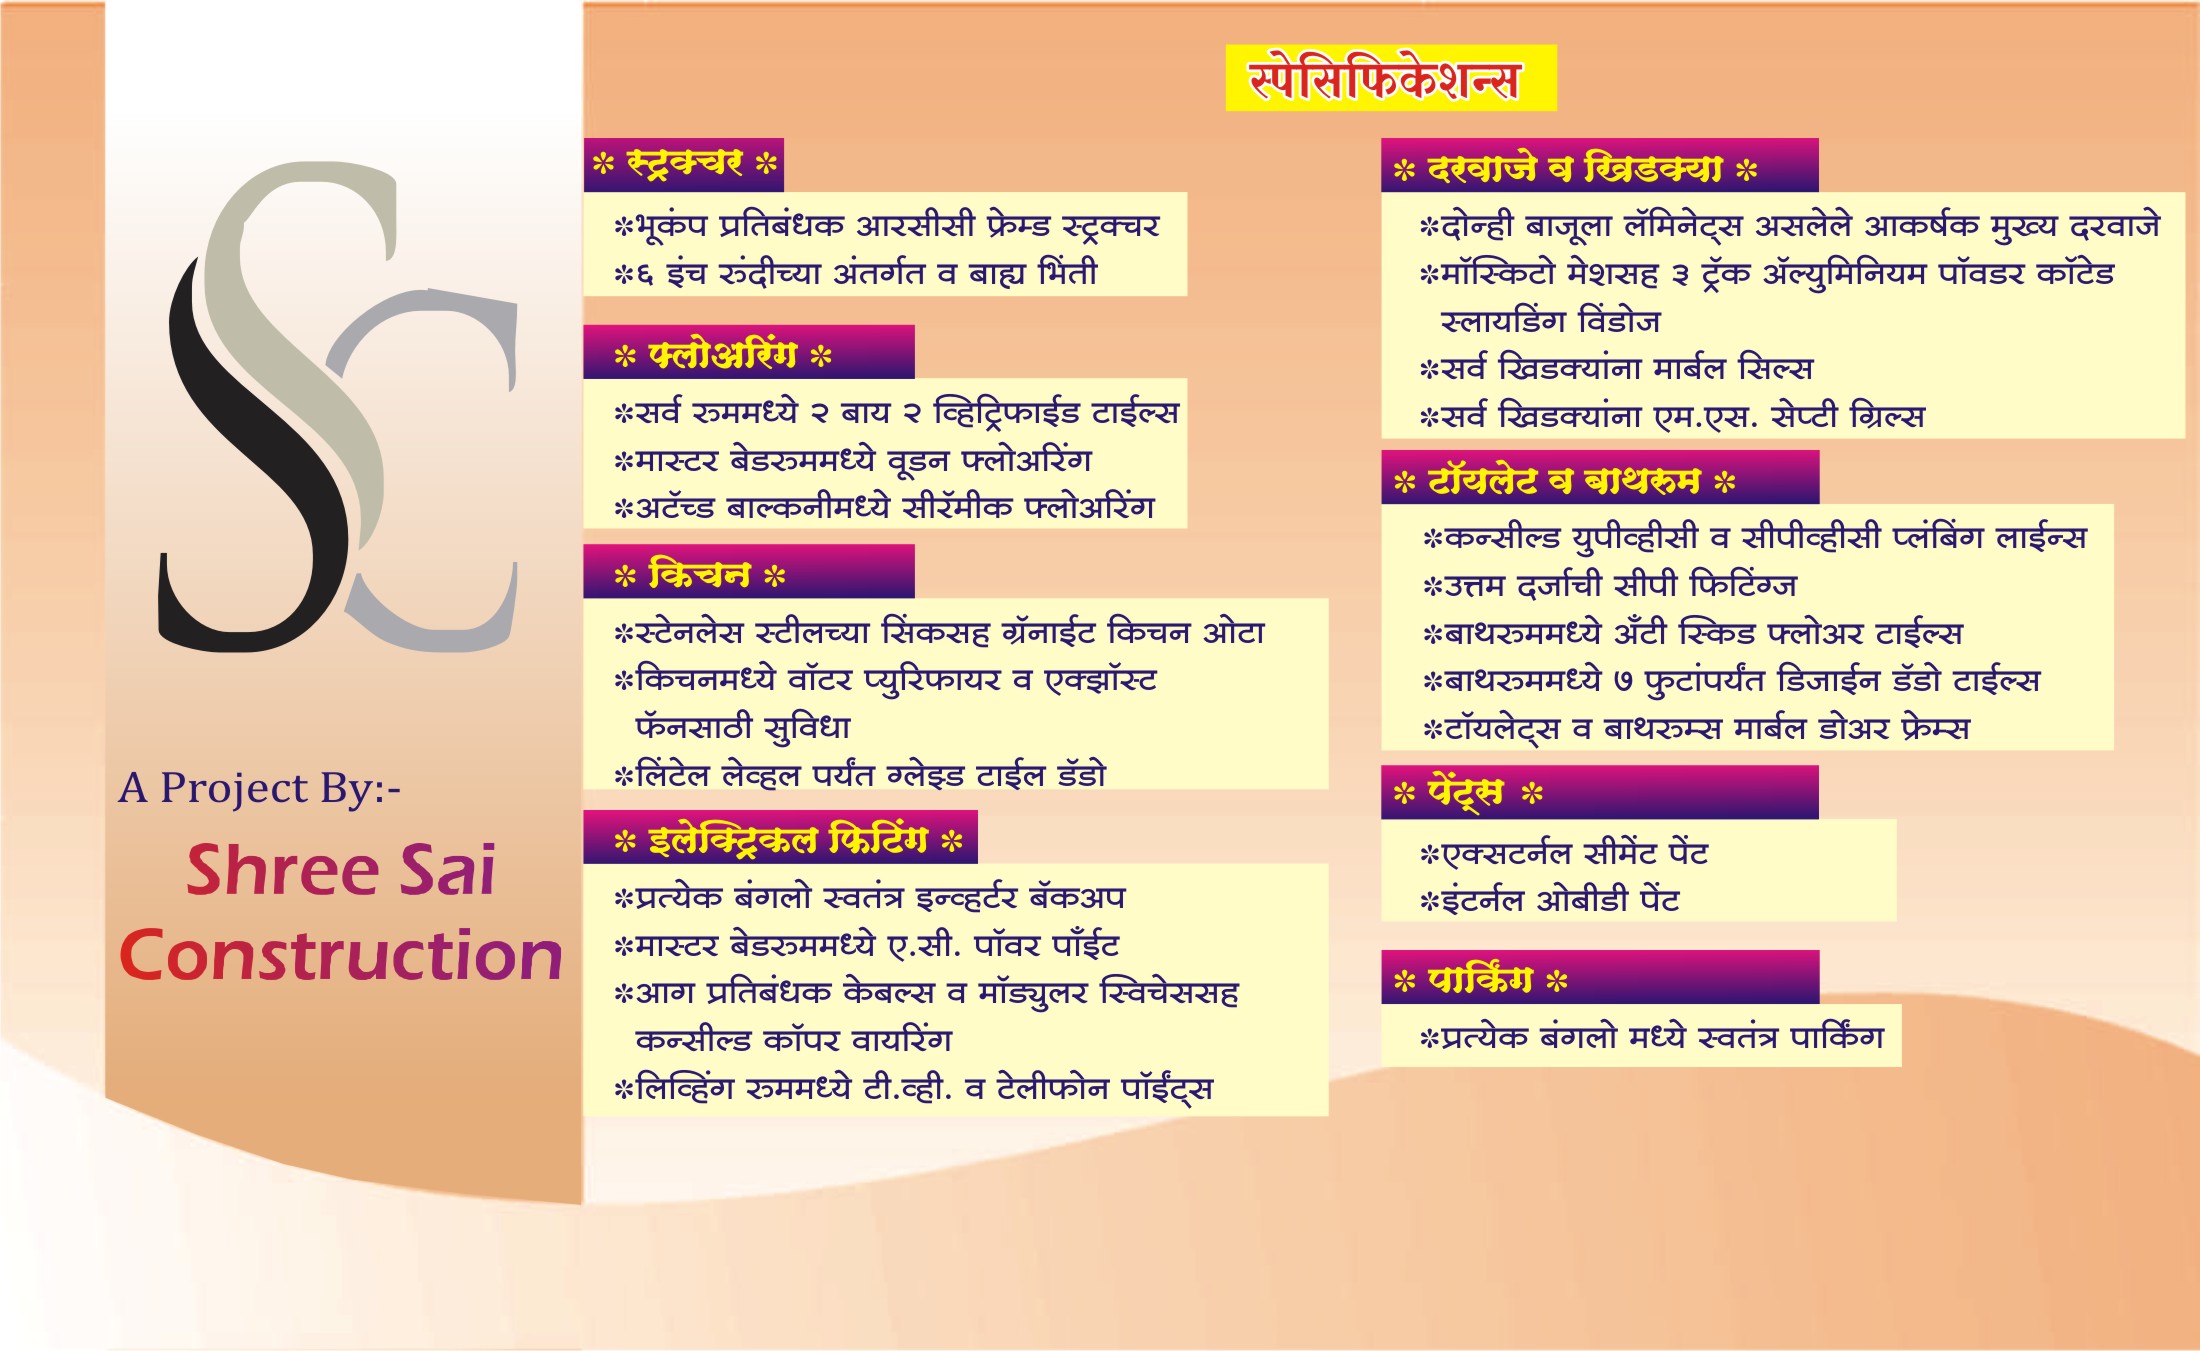 SSC
A Project By:-
Shree Sai
Construction
स्पेसिफिकेशन्स
* स्ट्रक्चर *
*भूकंप प्रतिबंधक आरसीसी फ्रेम्ड स्ट्रक्चर
*६ इंच रुंदीच्या अंतर्गत व बाह्य भिंती
* फ्लोअरिंग *
*सर्व रुममध्ये २ बाय २ व्हिट्रिफाईड टाईल्स
*मास्टर बेडरुममध्ये वूडन फ्लोअरिंग
*अटॅच्ड बाल्कनीमध्ये सीरॅमीक फ्लोअरिंग
* किचन *
*स्टेनलेस स्टीलच्या सिंकसह ग्रॅनाईट किचन ओटा
*किचनमध्ये वॉटर प्युरिफायर व एक्झॉस्ट
फॅनसाठी सुविधा
*लिंटेल लेव्हल पर्यंत ग्लेझ्ड टाईल डॅडो
* इलेक्ट्रिकल फिटिंग *
*प्रत्येक बंगलो स्वतंत्र इन्व्हर्टर बॅकअप
*मास्टर बेडरुममध्ये ए.सी. पॉवर पाँईट
*आग प्रतिबंधक केबल्स व मॉड्युलर स्विचेससह
कन्सील्ड कॉपर वायरिंग
*लिव्हिंग रुममध्ये टी.व्ही. व टेलीफोन पॉईंट्स
* दरवाजे व खिडक्या *
*दोन्ही बाजूला लॅमिनेट्स असलेले आकर्षक मुख्य दरवाजे
*मॉस्किटो मेशसह ३ ट्रॅक ॲल्युमिनियम पॉवडर कॉटेड
स्लायडिंग विंडोज
*सर्व खिडक्यांना मार्बल सिल्स
*सर्व खिडक्यांना एम.एस. सेप्टी ग्रिल्स
* टॉयलेट व बाथरुम *
*कन्सील्ड युपीव्हीसी व सीपीव्हीसी प्लंबिंग लाईन्स
*उत्तम दर्जाची सीपी फिटिंग्ज
*बाथरुममध्ये अँटी स्किड फ्लोअर टाईल्स
*बाथरुममध्ये ७ फुटांपर्यंत डिजाईन डॅडो टाईल्स
*टॉयलेट्स व बाथरुम्स मार्बल डोअर फ्रेम्स
* पेंट्स *
*एक्सटर्नल सीमेंट पेंट
*इंटर्नल ओबीडी पेंट
* पार्किंग *
*प्रत्येक बंगलो मध्ये स्वतंत्र पार्किंग